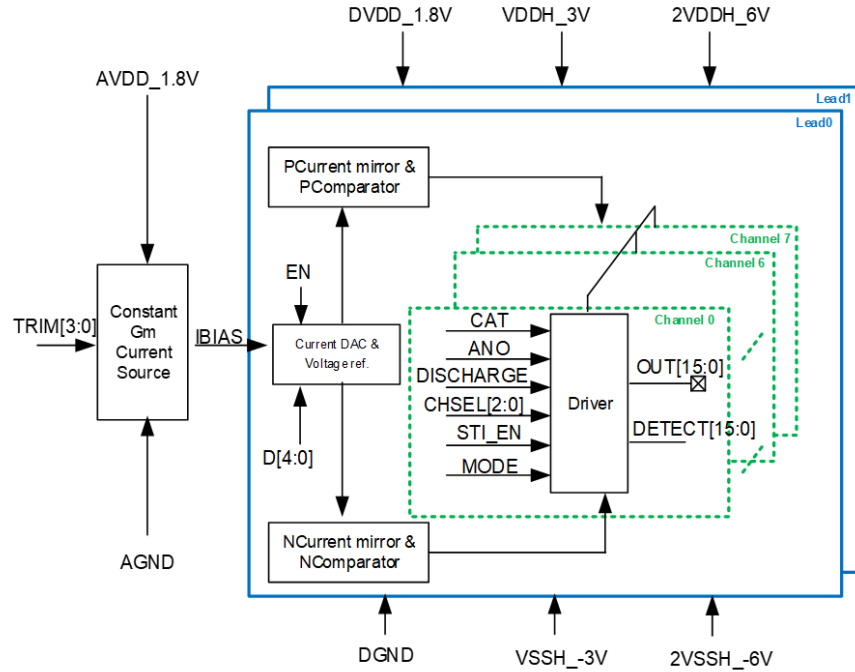 DVDD_1.8V
VDDH_3V
2VDDH_6V
AVDD_1.8V
Lead1
Lead0
PCurrent mirror &
PComparator
Channel 7
Channel 6
Channel 0
EN
TRIM[3:0]
Constant
Gm
Current
Source
IBIAS
Current DAC &
Voltage ref.
D[4:0]
CAT
ANO
DISCHARGE
CHSEL[2:0]
STI_EN
MODE
Driver
OUT[15:0]
DETECT[15:0]
NCurrent mirror &
NComparator
AGND
DGND
VSSH_-3V
2VSSH_-6V